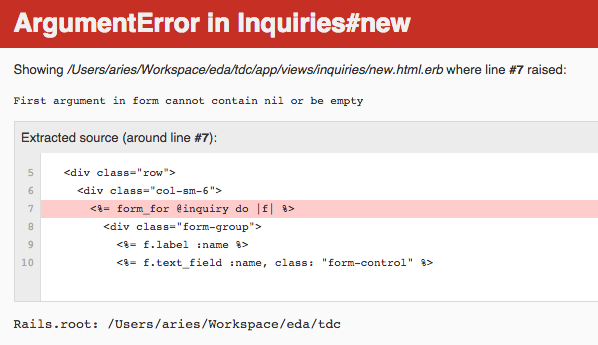 ArgumentError in Inquiries#new
Showing /Users/aries/Workspace/eda/tdc/app/views/inquiries/new.html.erb where line #7 raised:
First argument in form cannot contain nil or be empty
Extracted source (around line #7):
5 <div class="row">
6 <div class="col-sm-6">
7 <%= form_for @inquiry do |f| %>
8 <div class="form-group">
9 <%= f.label :name %>
10 <%= f.text_field :name, class: "form-control" %>
Rails.root: /Users/aries/Workspace/eda/tdc